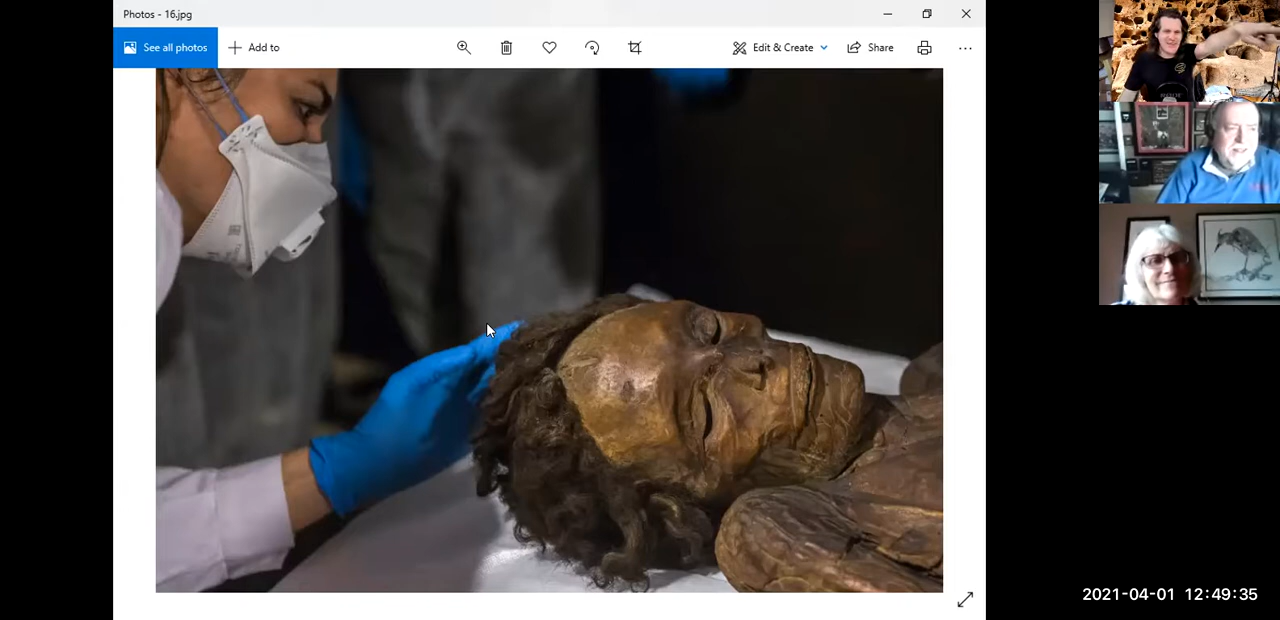 Photos - 16.jpg
See all photos
Add to
Edit & Create
Share
2021-04-01 12:49:35